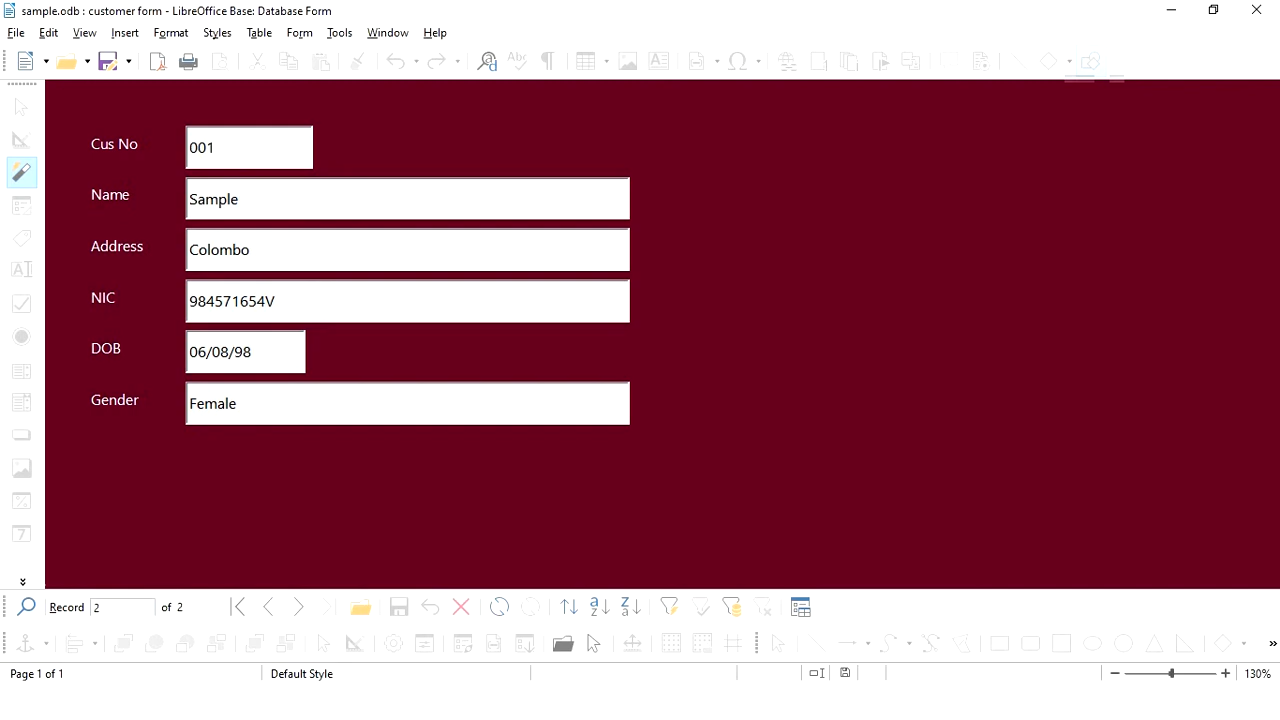 sample.odb : customer form - LibreOffice Base: Database Form
File Edit View Insert Format Styles Table Form Tools Window Help
Cus No 001
Name Sample
Address Colombo
NIC 984571654V
DOB 06/08/98
Gender Female
Record 2 of 2
Page 1 of 1 Default Style 130%